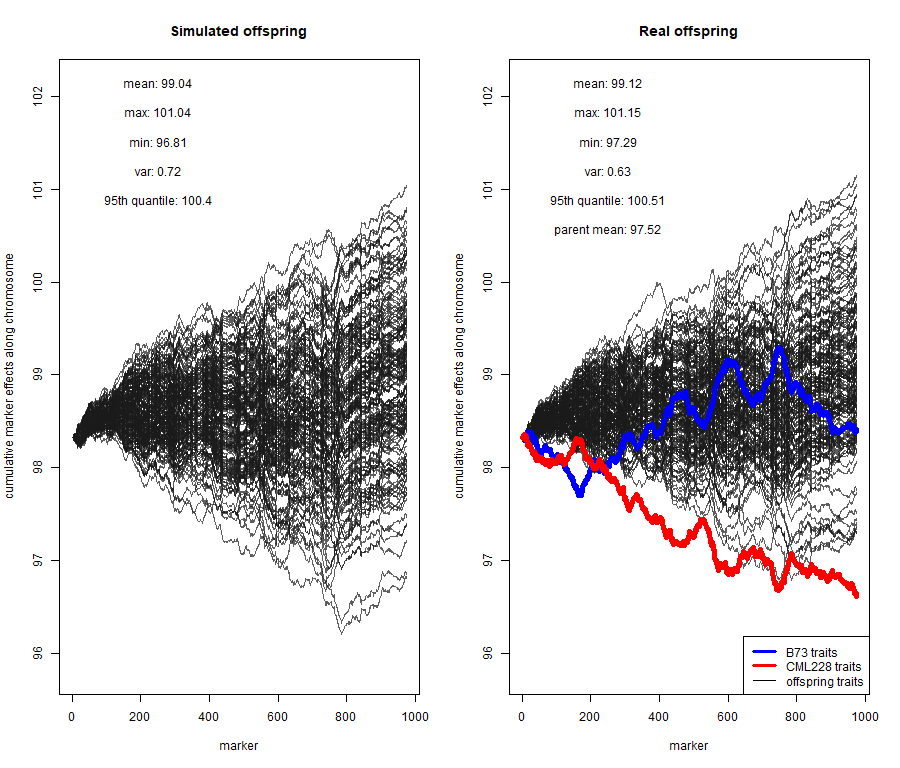 Simulated offspring
mean: 99.04
max: 101.04
min: 96.81
var: 0.72
95th quantile: 100.4
cumulative marker effects along chromosome
96
97
98
99
100
101
102
0
200
400
600
800
1000
marker
Real offspring
mean: 99.12
max: 101.15
min: 97.29
var: 0.63
95th quantile: 100.51
parent mean: 97.52
cumulative marker effects along chromosome
96
97
98
99
100
101
102
B73 traits
CML228 traits
offspring traits
0
200
400
600
800
1000
marker